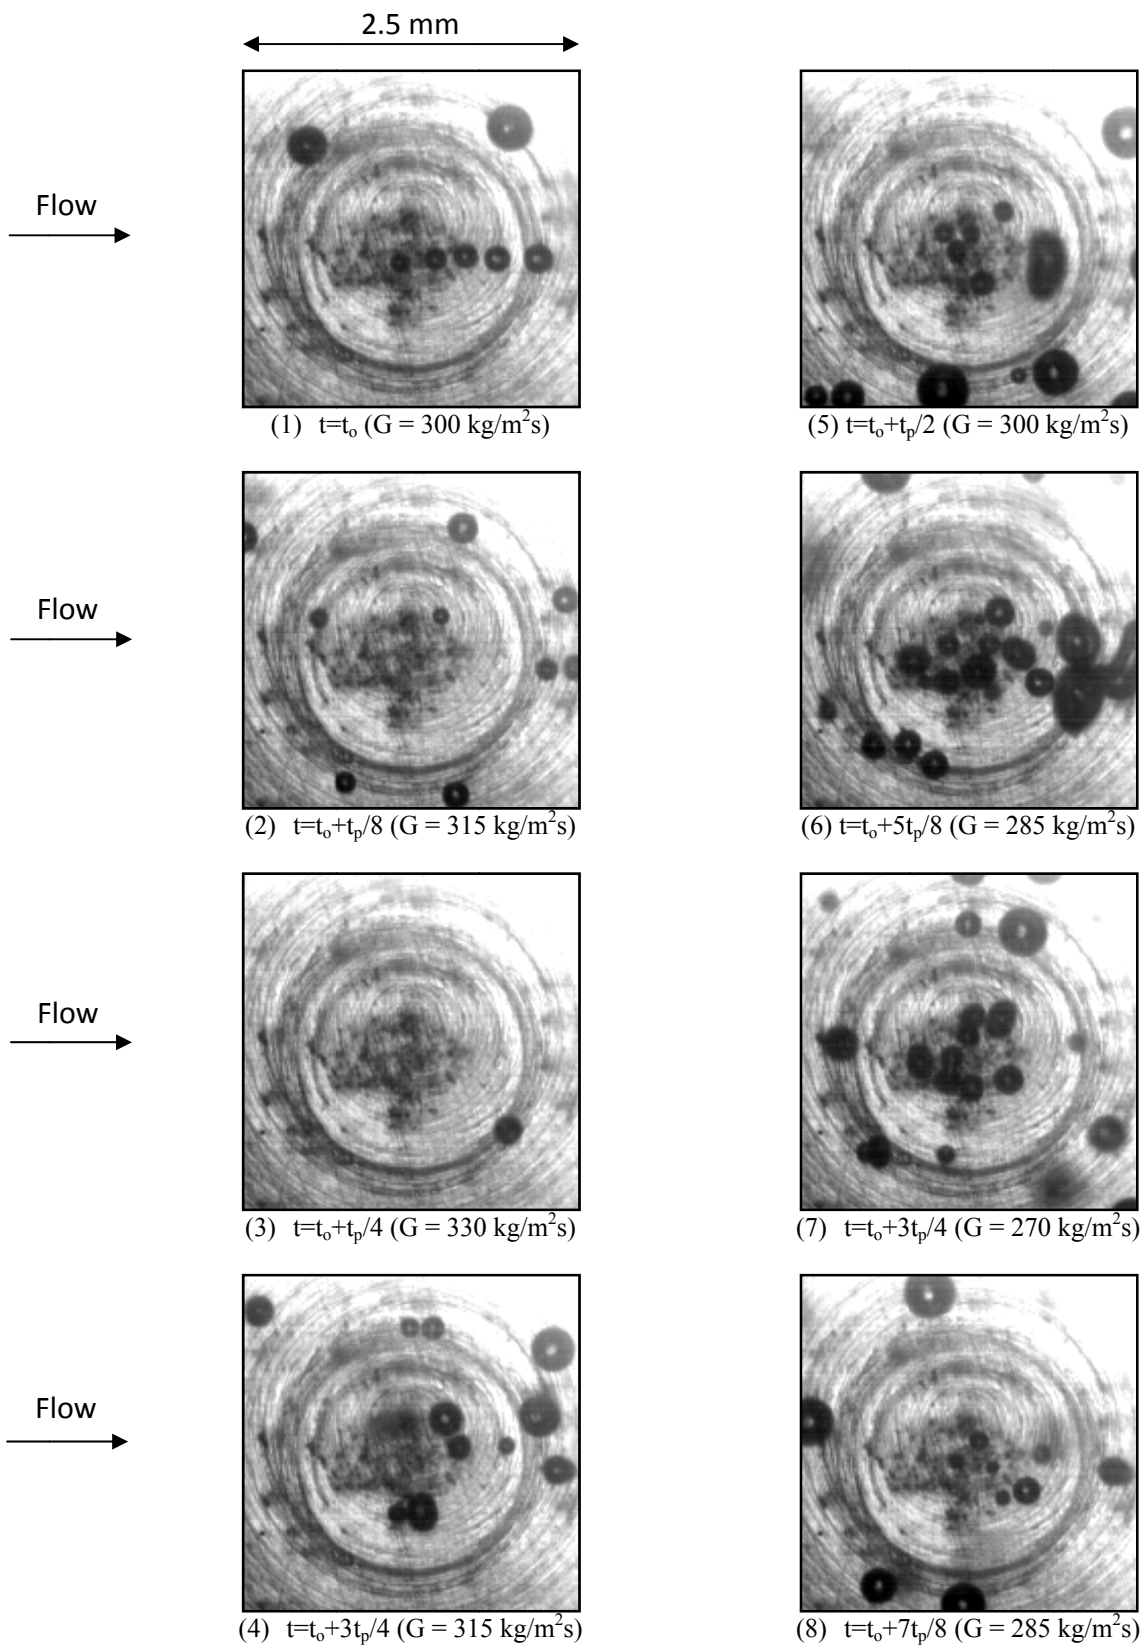 2.5 mm
Flow
(1) t=tₒ (G = 300 kg/m²s)
(5) t=tₒ+tₚ/2 (G = 300 kg/m²s)
Flow
(2) t=tₒ+tₚ/8 (G = 315 kg/m²s)
(6) t=tₒ+5tₚ/8 (G = 285 kg/m²s)
Flow
(3) t=tₒ+tₚ/4 (G = 330 kg/m²s)
(7) t=tₒ+3tₚ/4 (G = 270 kg/m²s)
Flow
(4) t=tₒ+3tₚ/4 (G = 315 kg/m²s)
(8) t=tₒ+7tₚ/8 (G = 285 kg/m²s)